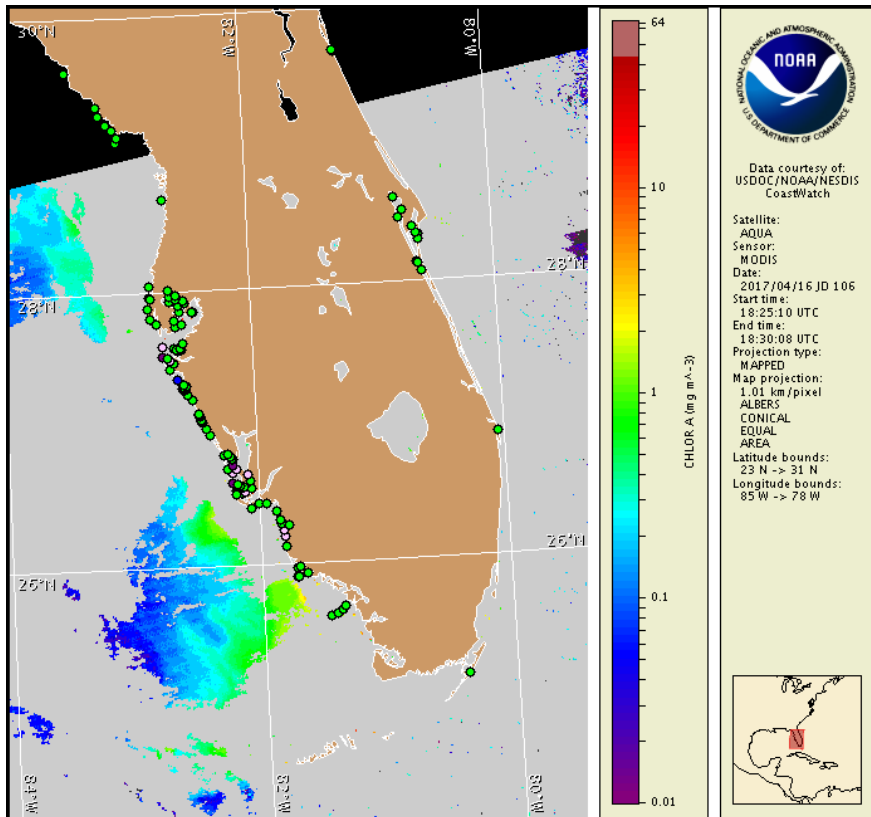 30°N
82°W
80°W
28°N
28°N
26°N
26°N
84°W
82°W
80°W
64
10
1
0.1
0.01
CHLOR A (mg m^-3)
NATIONAL OCEANIC AND ATMOSPHERIC ADMINISTRATION
NOAA
U.S. DEPARTMENT OF COMMERCE
Data courtesy of:
USDOC/NOAA/NESDIS
CoastWatch
Satellite:
AQUA
Sensor:
MODIS
Date:
2017/04/16 JD 106
Start time:
18:25:10 UTC
End time:
18:30:08 UTC
Projection type:
MAPPED
Map projection:
1.01 km/pixel
ALBERS
CONICAL
EQUAL
AREA
Latitude bounds:
23 N -> 31 N
Longitude bounds:
85 W -> 78 W